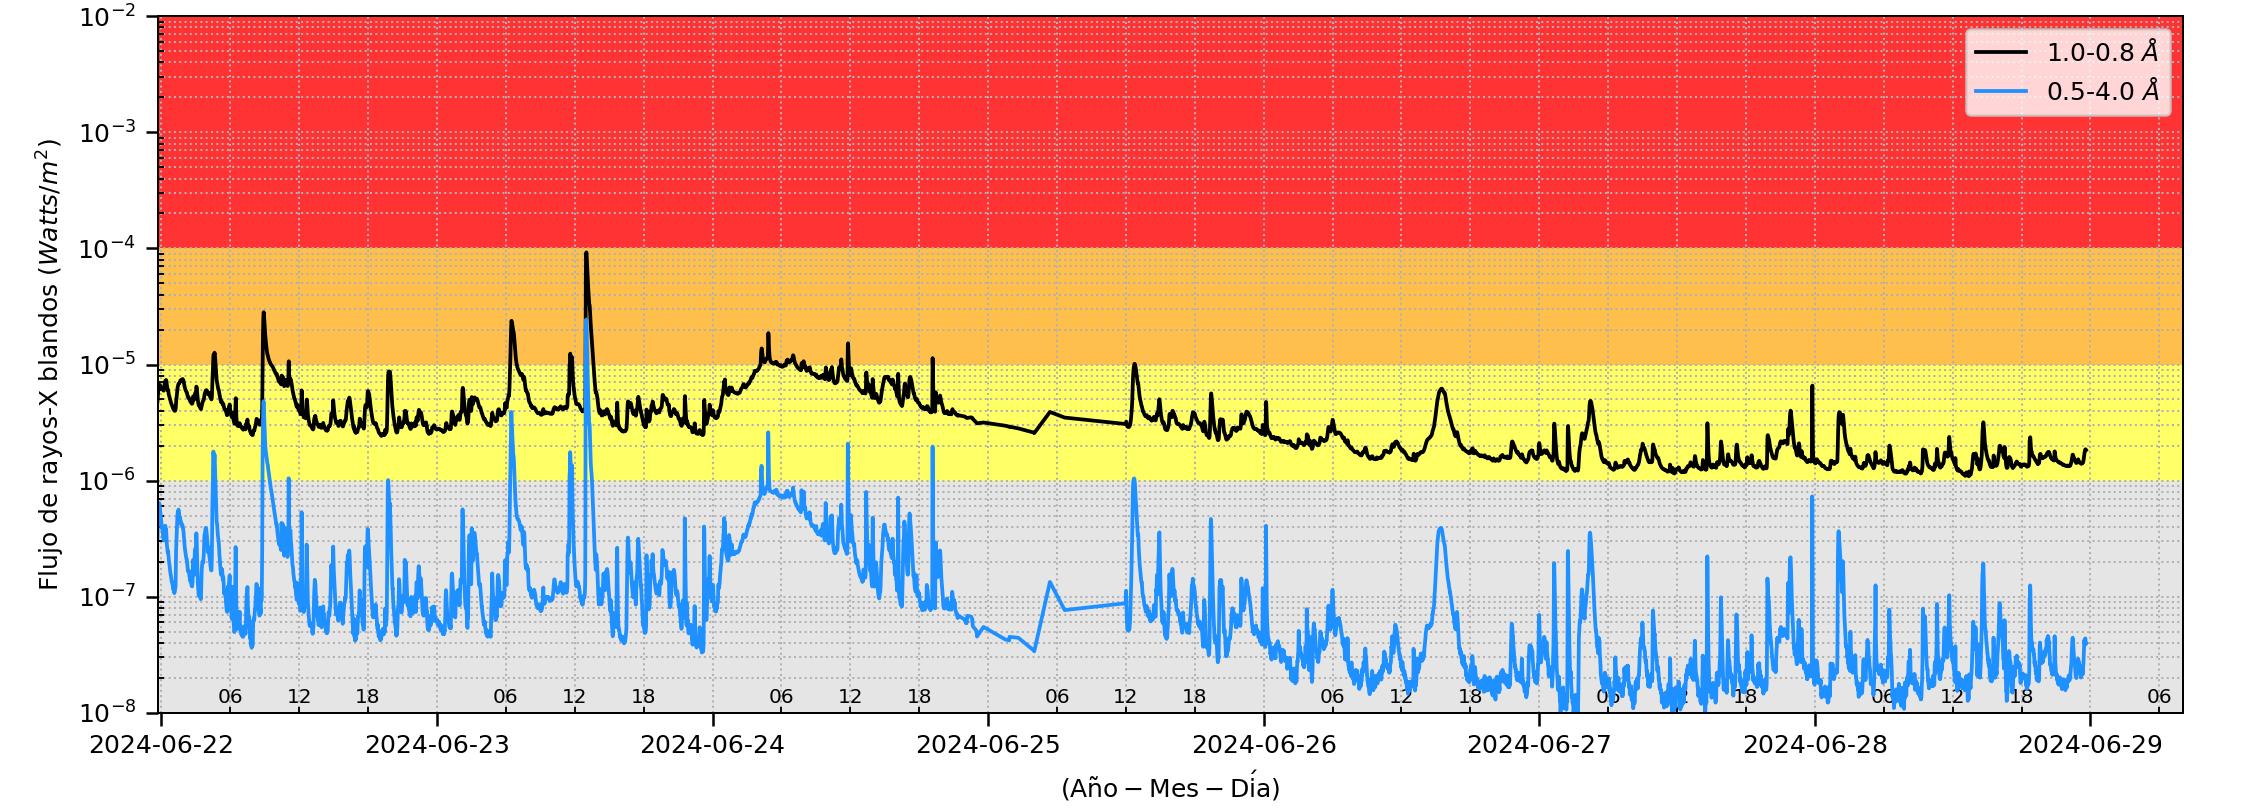 10⁻²
10⁻³
10⁻⁴
10⁻⁵
10⁻⁶
10⁻⁷
10⁻⁸
Flujo de rayos-X blandos (Watts/m²)
1.0-0.8 Å
0.5-4.0 Å
06 12 18 06 12 18 06 12 18 06 12 18 06 12 18 06 12 18 06 12 18 06
2024-06-22 2024-06-23 2024-06-24 2024-06-25 2024-06-26 2024-06-27 2024-06-28 2024-06-29
(Año − Mes − Día)